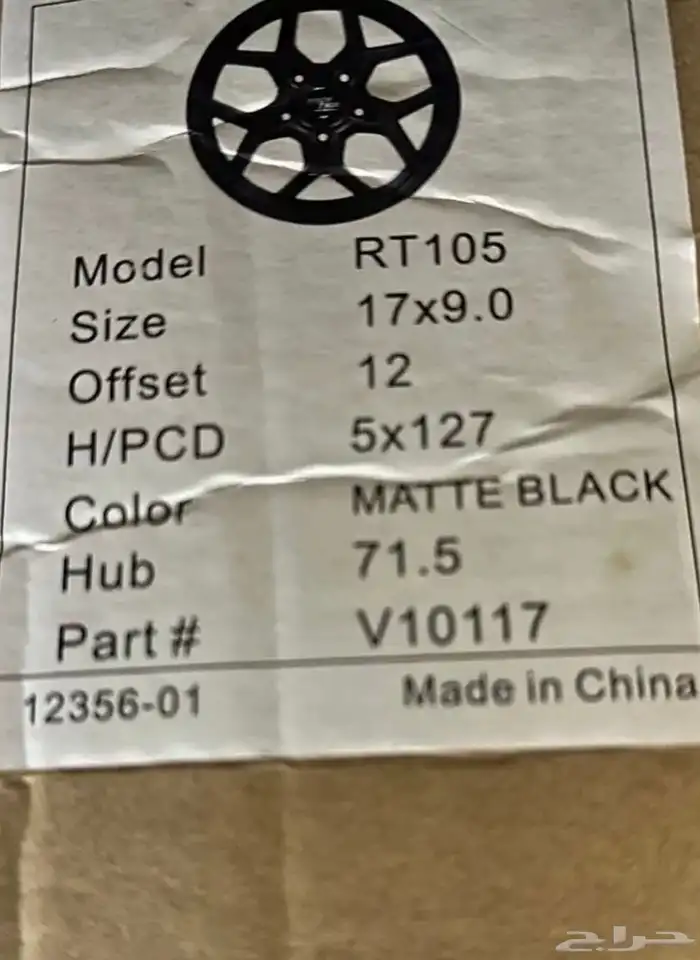 Model RT105
Size 17x9.0
Offset 12
H/PCD 5x127
Color MATTE BLACK
Hub 71.5
Part # V10117
12356-01 Made in China
حراج